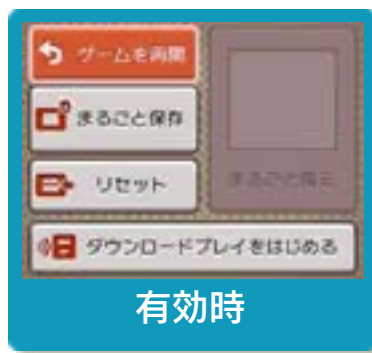 ゲームを再開
まるごと保存
まるごと復元
リセット
ダウンロードプレイをはじめる
有効時